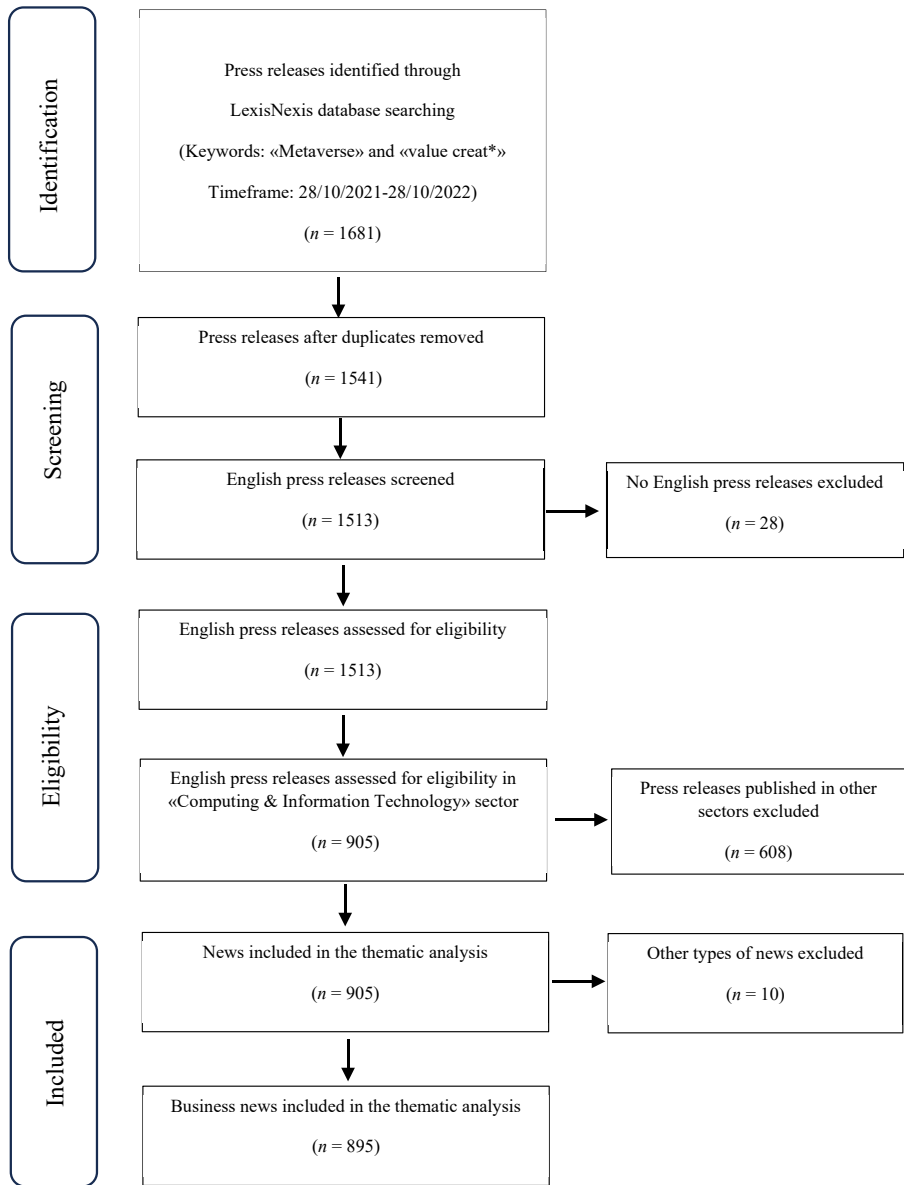 Identification
Press releases identified through
LexisNexis database searching
(Keywords: «Metaverse» and «value creat*»
Timeframe: 28/10/2021-28/10/2022)
(n = 1681)
Screening
Press releases after duplicates removed
(n = 1541)
English press releases screened
(n = 1513)
No English press releases excluded
(n = 28)
Eligibility
English press releases assessed for eligibility
(n = 1513)
English press releases assessed for eligibility in
«Computing & Information Technology» sector
(n = 905)
Press releases published in other
sectors excluded
(n = 608)
Included
News included in the thematic analysis
(n = 905)
Other types of news excluded
(n = 10)
Business news included in the thematic analysis
(n = 895)